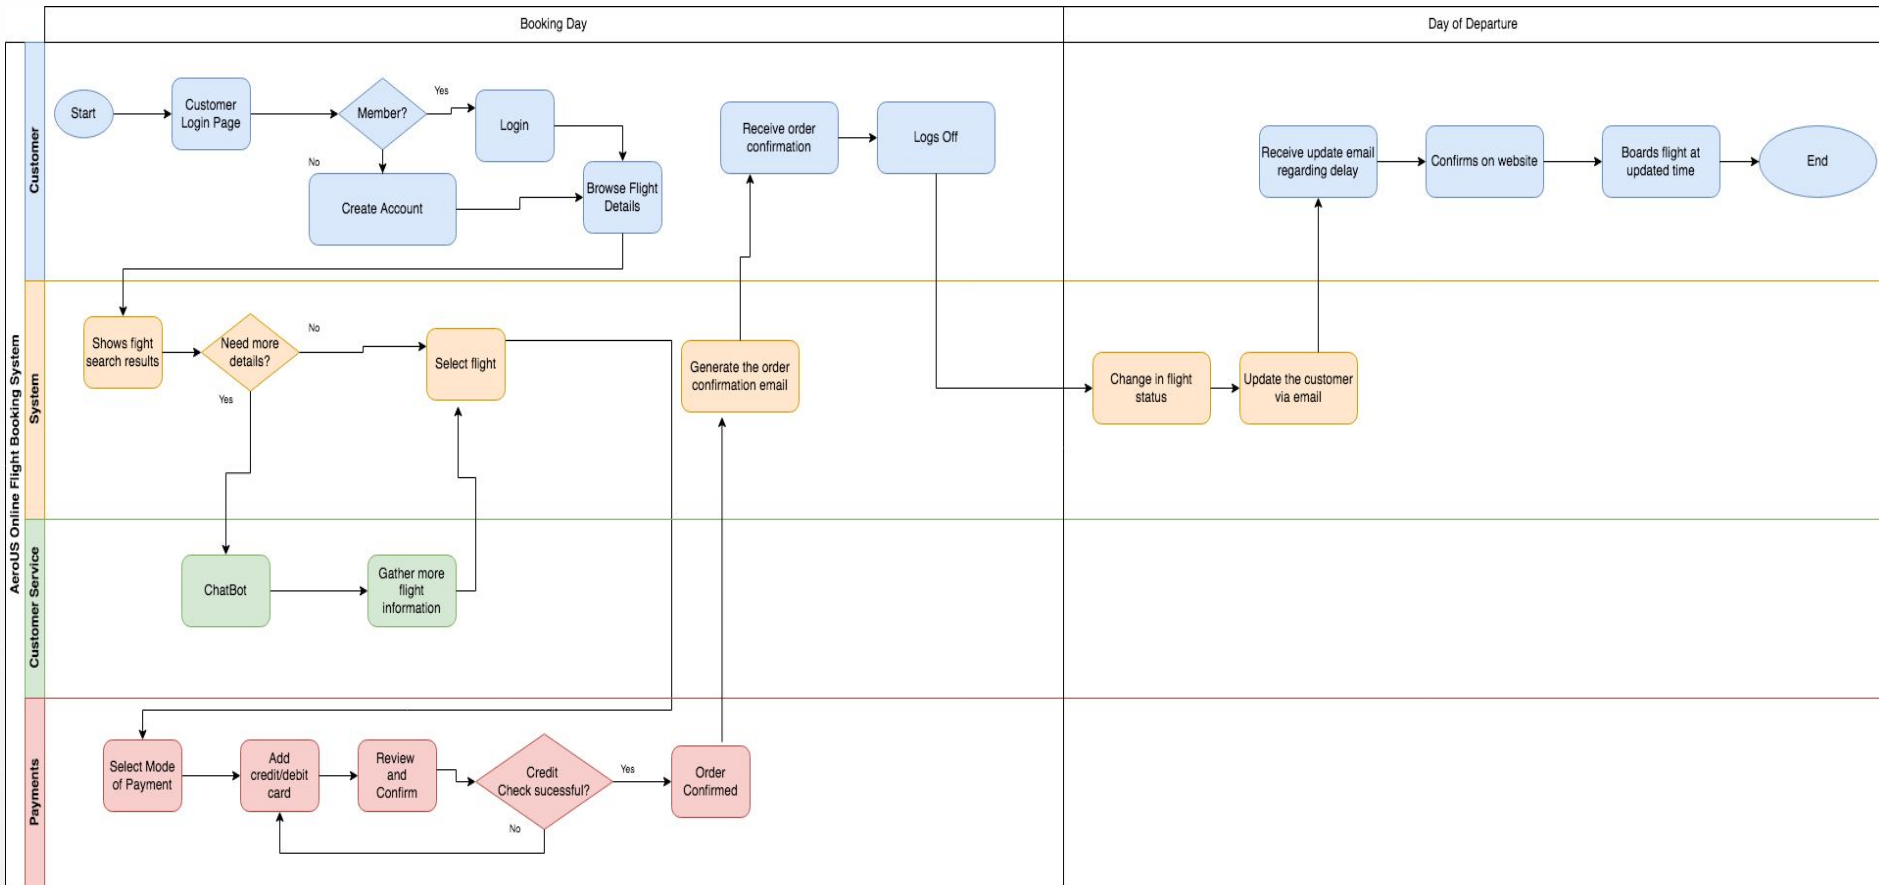 Booking Day
Day of Departure
AeroUS Online Flight Booking System
Customer
Start
Customer
Login Page
Member?
Yes
No
Login
Create Account
Browse Flight
Details
Receive order
confirmation
Logs Off
Receive update email
regarding delay
Confirms on website
Boards flight at
updated time
End
System
Shows fight
search results
Need more
details?
No
Yes
Select flight
Generate the order
confirmation email
Change in flight
status
Update the customer
via email
Customer Service
ChatBot
Gather more
flight
information
Payments
Select Mode
of Payment
Add
credit/debit
card
Review
and
Confirm
Credit
Check sucessful?
Yes
No
Order
Confirmed